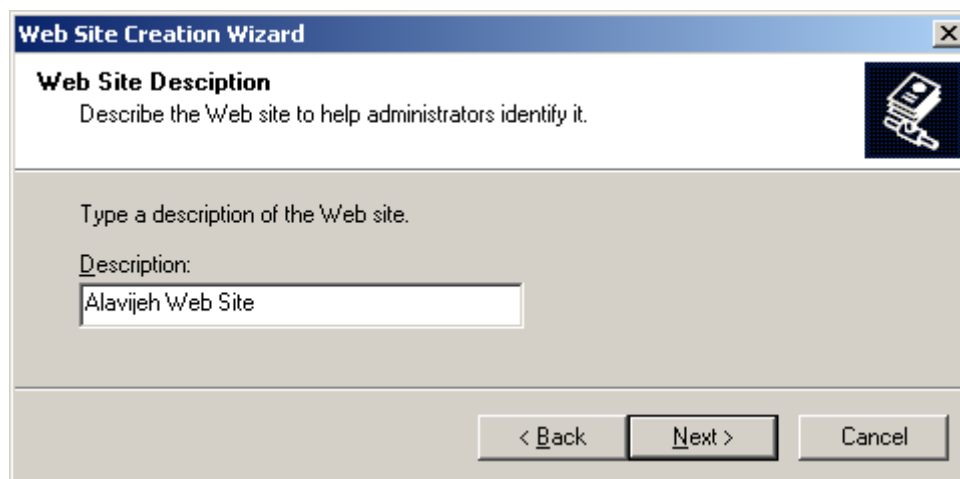 Web Site Creation Wizard
Web Site Desciption
Describe the Web site to help administrators identify it.
Type a description of the Web site.
Description:
Alavijeh Web Site
< Back Next > Cancel